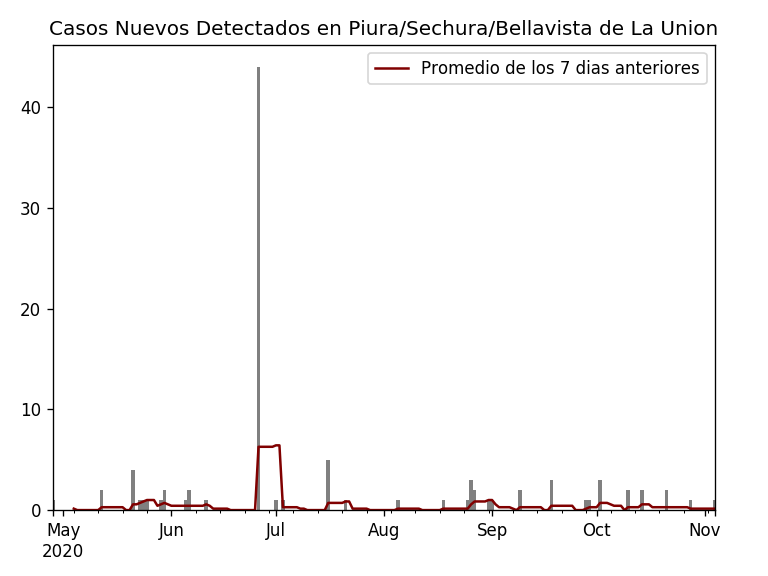 Casos Nuevos Detectados en Piura/Sechura/Bellavista de La Union
Promedio de los 7 dias anteriores
40
30
20
10
0
May Jun Jul Aug Sep Oct Nov
2020